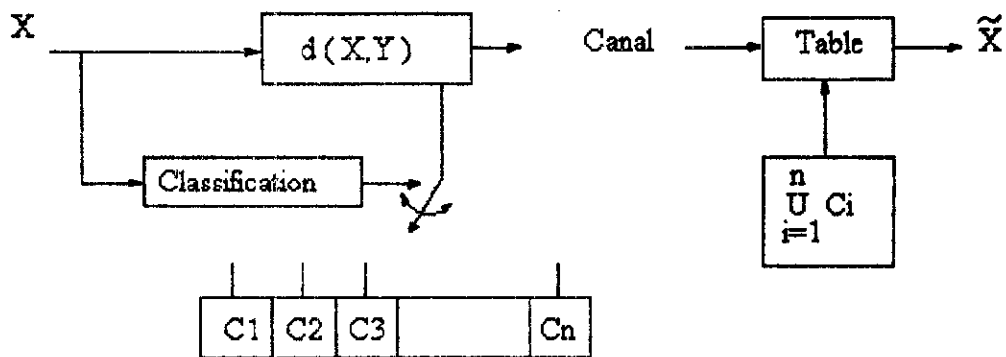 X
d(X,Y)
Canal
Table
X̃
Classification
n
U Ci
i=1
C1 C2 C3 Cn